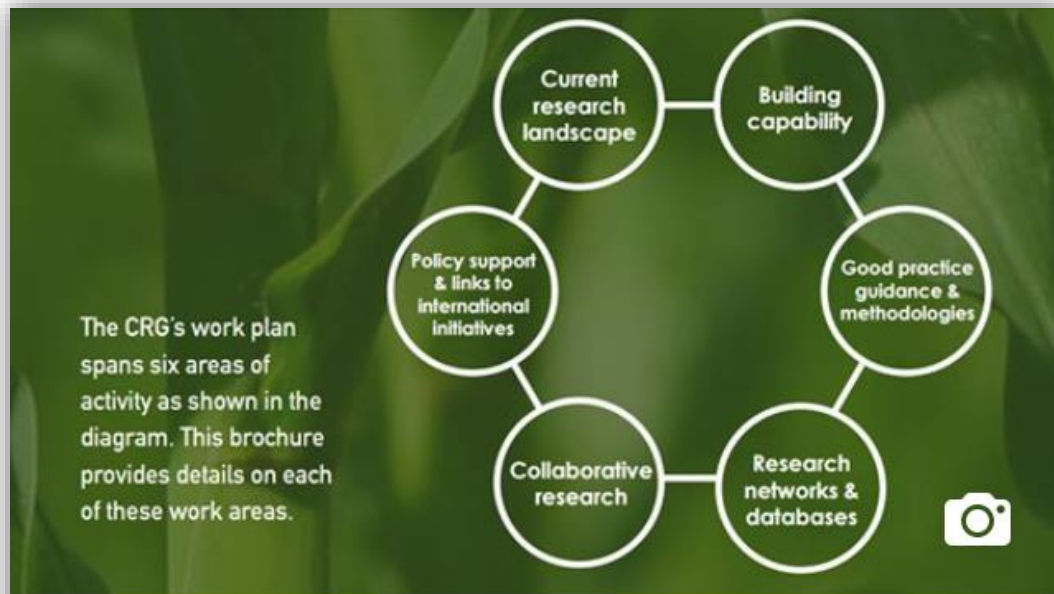 Current
research
landscape
Building
capability
Policy support
& links to
international
initiatives
Good practice
guidance &
methodologies
The CRG's work plan
spans six areas of
activity as shown in the
diagram. This brochure
provides details on each
of these work areas.
Collaborative
research
Research
networks &
databases